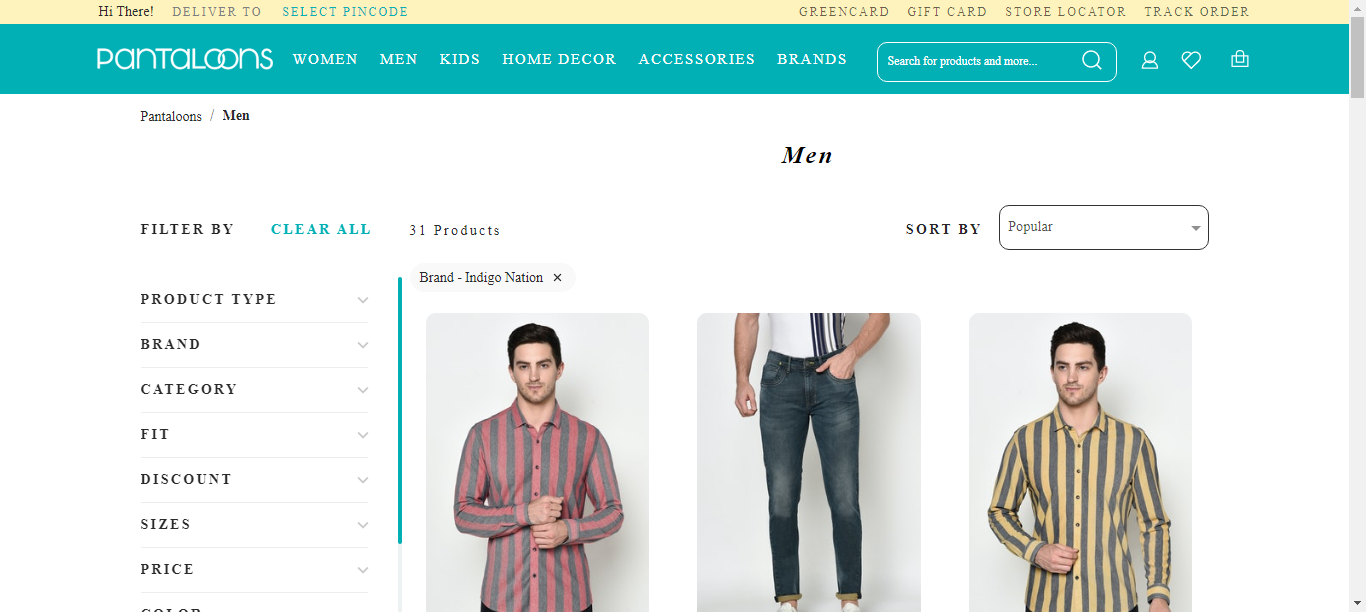 Hi There! DELIVER TO SELECT PINCODE GREENCARD GIFT CARD STORE LOCATOR TRACK ORDER
PANTALOONS WOMEN MEN KIDS HOME DECOR ACCESSORIES BRANDS Search for products and more...
Pantaloons / Men
Men
FILTER BY CLEAR ALL 31 Products SORT BY Popular
Brand - Indigo Nation ✕
PRODUCT TYPE
BRAND
CATEGORY
FIT
DISCOUNT
SIZES
PRICE
COLOR